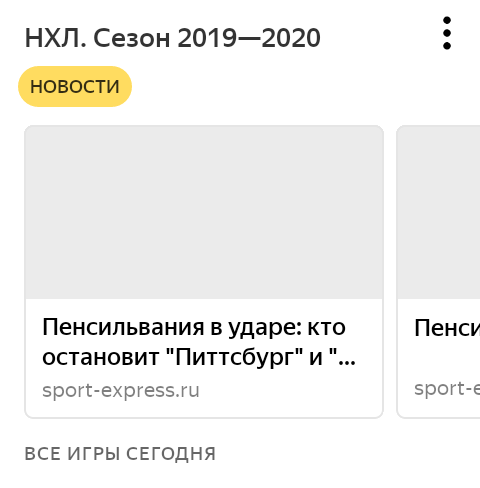 НХЛ. Сезон 2019—2020
НОВОСТИ
Пенсильвания в ударе: кто
остановит "Питтсбург" и "...
sport-express.ru
Пенси
sport-e
ВСЕ ИГРЫ СЕГОДНЯ